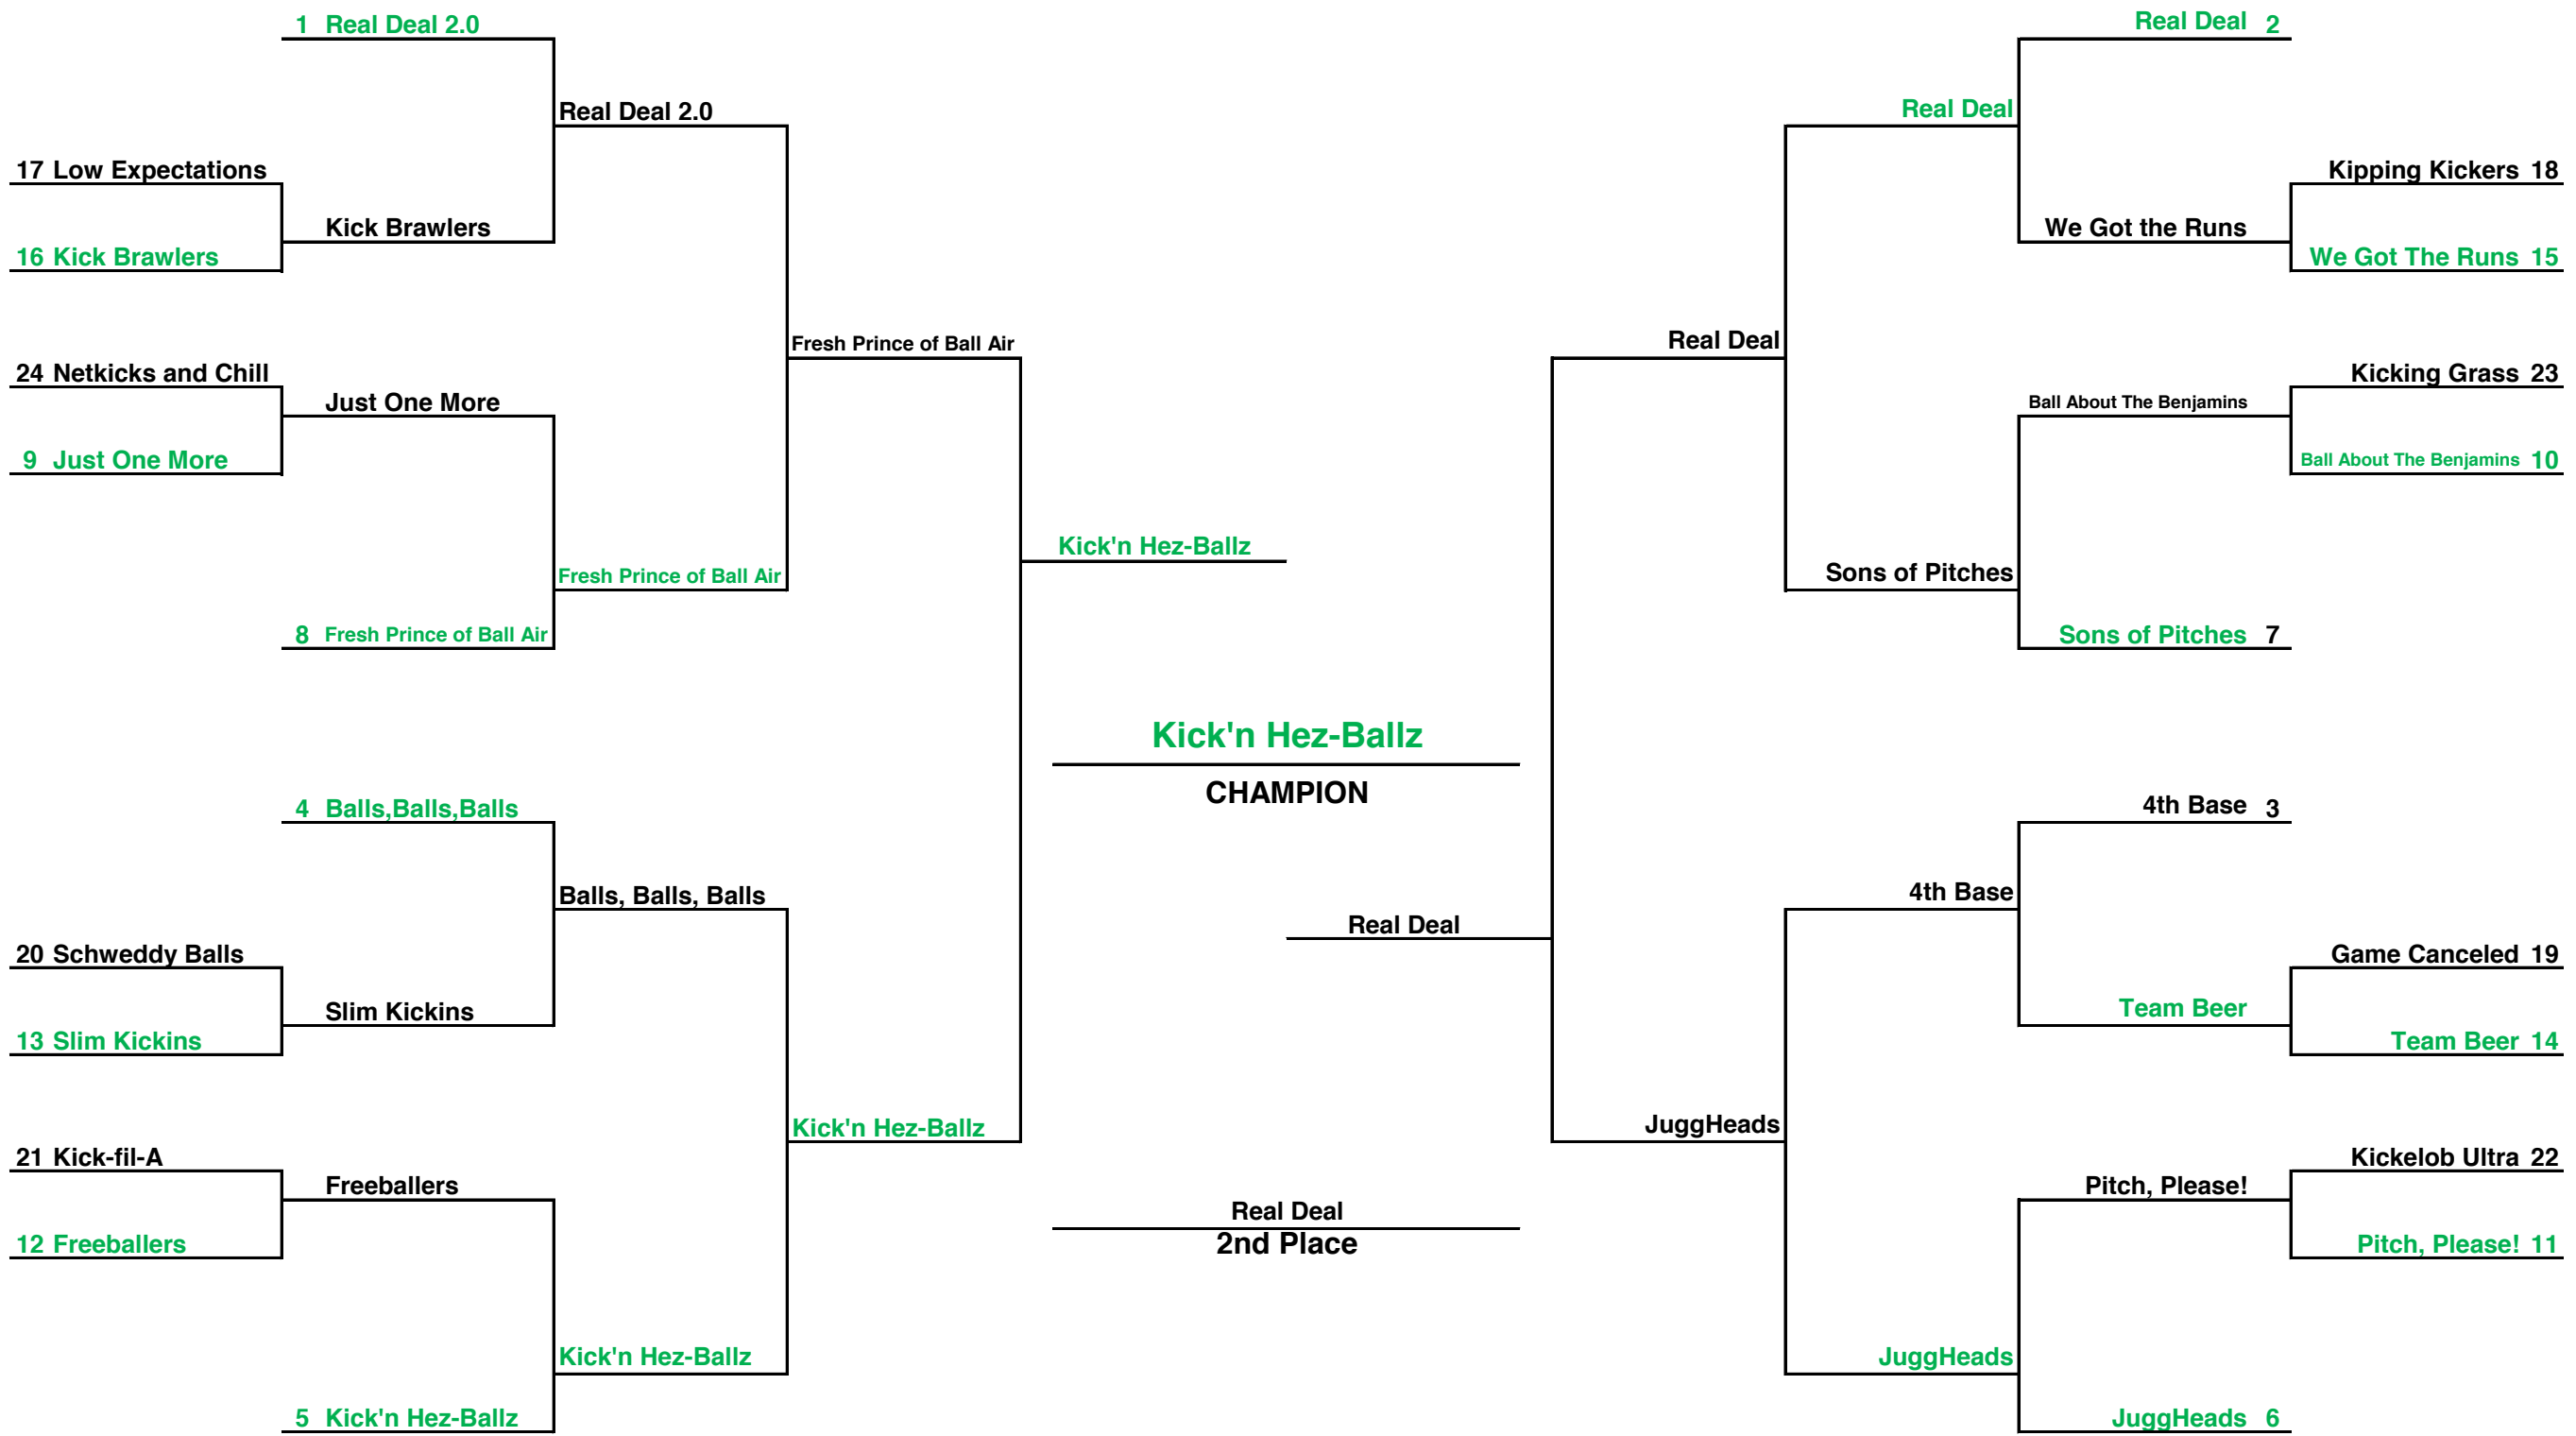 1 Real Deal 2.0
Real Deal 2.0
17 Low Expectations
Kick Brawlers
16 Kick Brawlers
24 Netkicks and Chill
Just One More
9 Just One More
Fresh Prince of Ball Air
Fresh Prince of Ball Air
8 Fresh Prince of Ball Air
Kick'n Hez-Ballz
4 Balls,Balls,Balls
Balls, Balls, Balls
20 Schweddy Balls
Slim Kickins
13 Slim Kickins
21 Kick-fil-A
Freeballers
12 Freeballers
Kick'n Hez-Ballz
Kick'n Hez-Ballz
5 Kick'n Hez-Ballz
Kick'n Hez-Ballz
CHAMPION
Real Deal
Real Deal
2nd Place
Real Deal 2
Real Deal
Kipping Kickers 18
We Got the Runs
We Got The Runs 15
Real Deal
Kicking Grass 23
Ball About The Benjamins
Ball About The Benjamins 10
Sons of Pitches
Sons of Pitches 7
4th Base 3
4th Base
Game Canceled 19
Team Beer
Team Beer 14
JuggHeads
Kickelob Ultra 22
Pitch, Please!
Pitch, Please! 11
JuggHeads
JuggHeads 6